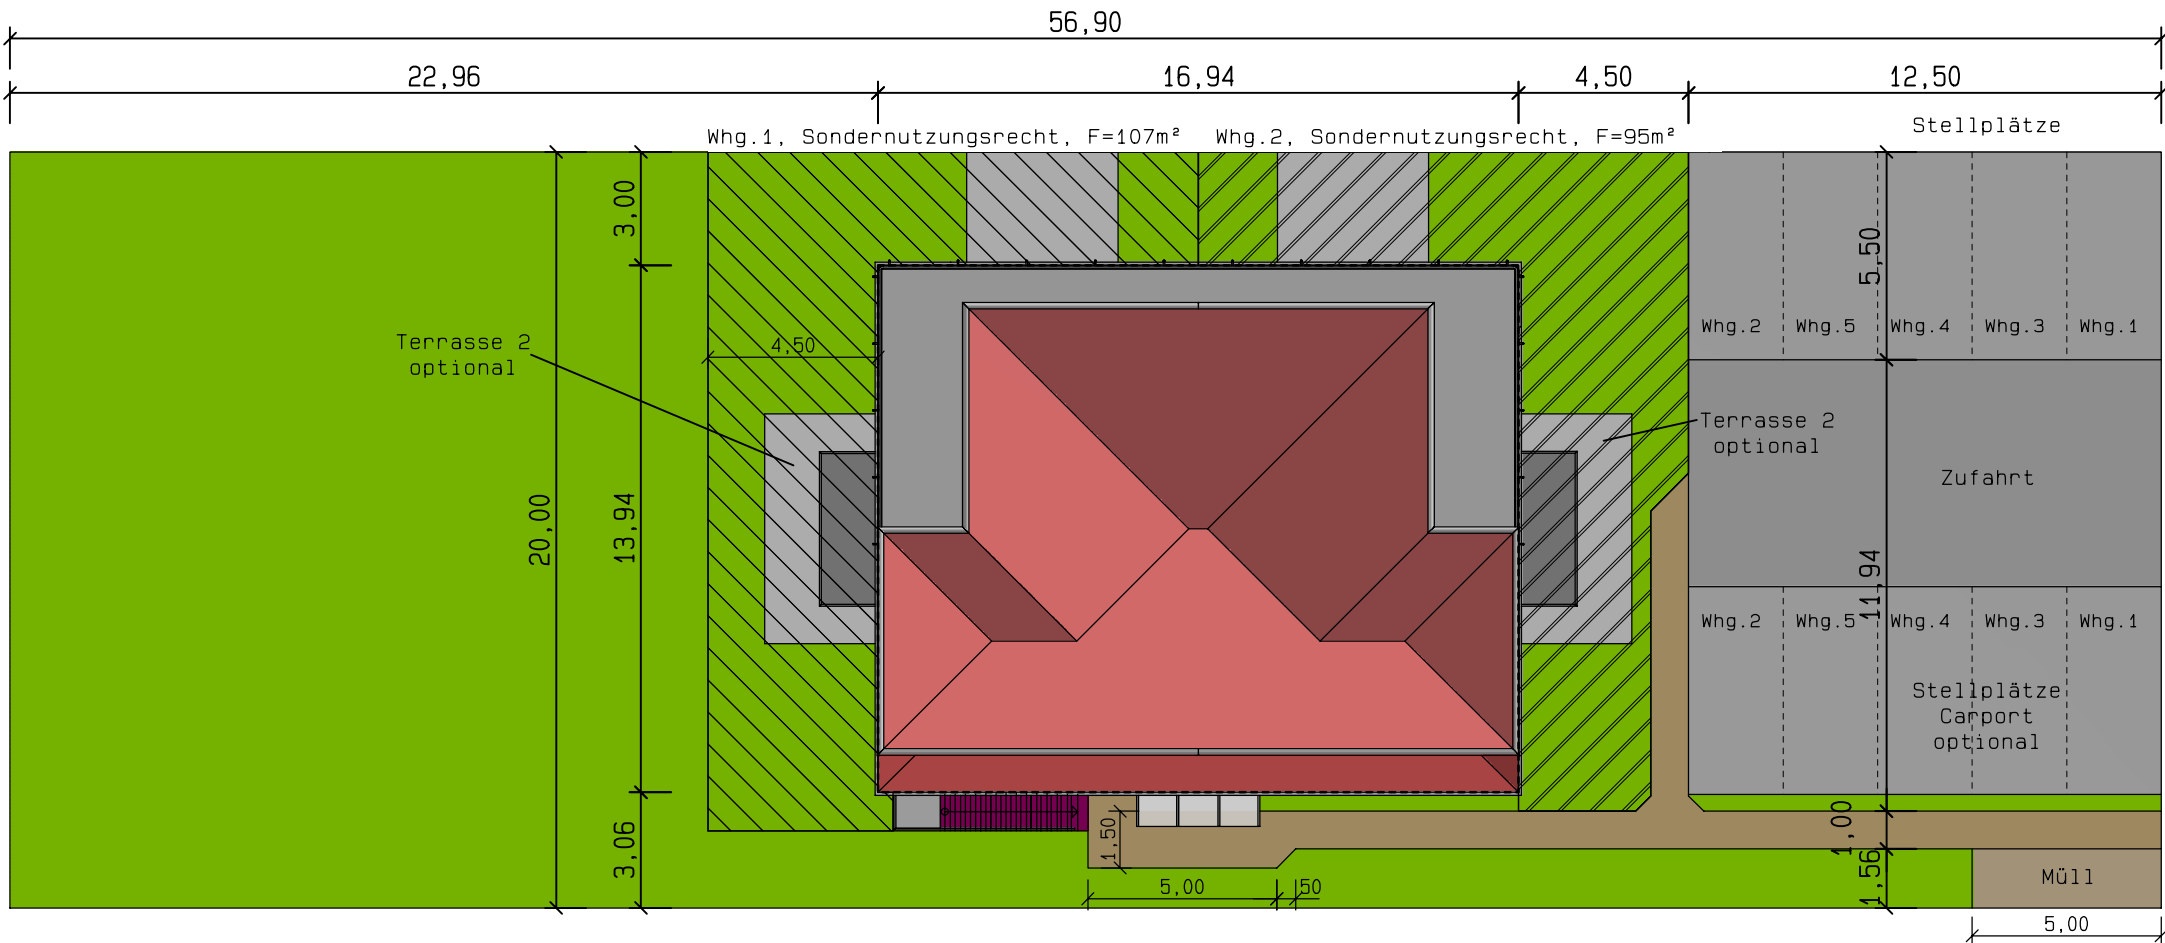 56,90
22,96
16,94
4,50
12,50
Whg.1, Sondernutzungsrecht, F=107m²
Whg.2, Sondernutzungsrecht, F=95m²
Stellplätze
3,00
5,50
Whg.2
Whg.5
Whg.4
Whg.3
Whg.1
Terrasse 2
optional
4,50
Terrasse 2
optional
Zufahrt
20,00
13,94
11,94
Whg.2
Whg.5
Whg.4
Whg.3
Whg.1
Stellplätze
Carport
optional
3,06
1,50
1,00
1,56
Müll
5,00
50
5,00